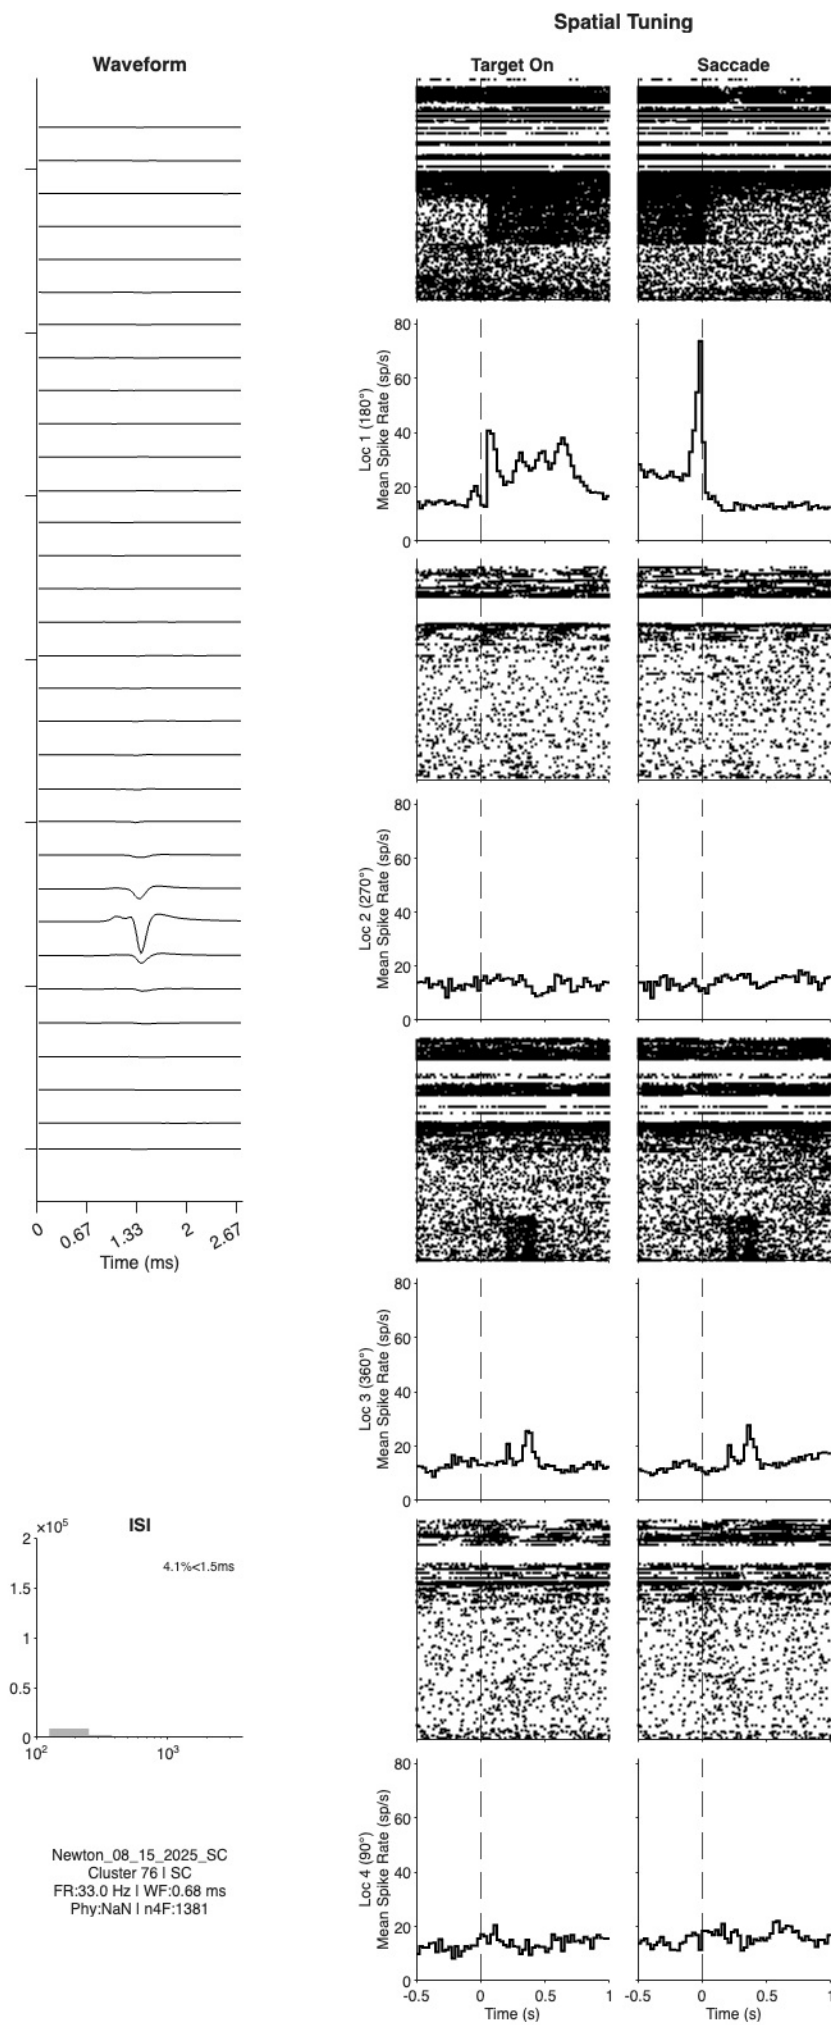 Spatial Tuning
Waveform
Target On
Saccade
80
60
40
20
0
Loc 1 (180°)
Mean Spike Rate (sp/s)
80
60
40
20
0
Loc 2 (270°)
Mean Spike Rate (sp/s)
0
0.67
1.33
2
2.67
Time (ms)
80
60
40
20
0
Loc 3 (360°)
Mean Spike Rate (sp/s)
ISI
×10⁵
2
1.5
1
0.5
0
4.1%<1.5ms
10²
10³
Newton_08_15_2025_SC
Cluster 76 | SC
FR:33.0 Hz | WF:0.68 ms
Phy:NaN | n4F:1381
80
60
40
20
0
Loc 4 (90°)
Mean Spike Rate (sp/s)
-0.5
0
0.5
1
Time (s)
-0.5
0
0.5
1
Time (s)